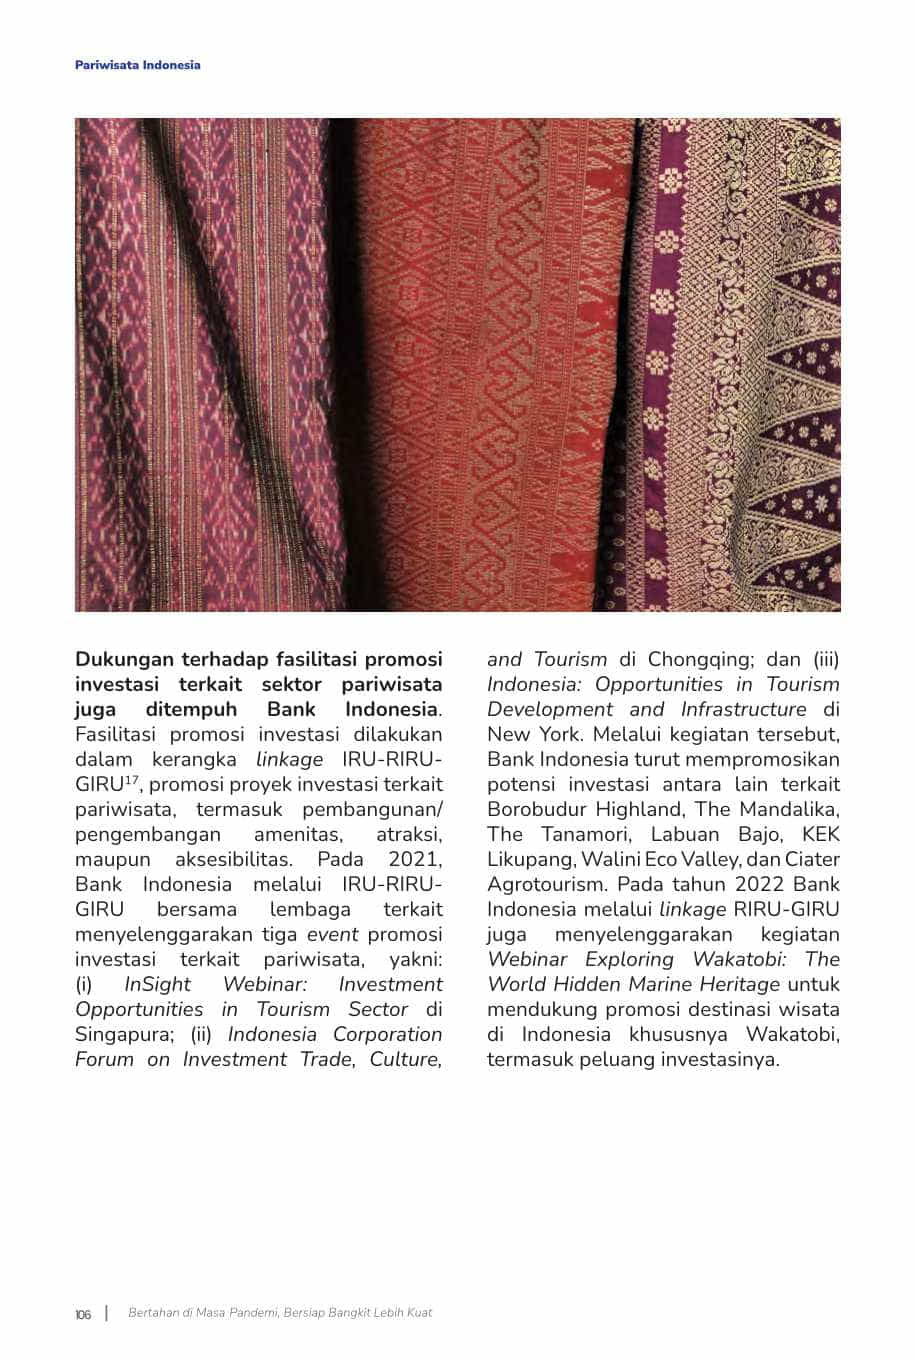 Pariwisata Indonesia
Dukungan terhadap fasilitasi promosi
investasi terkait sektor pariwisata
juga ditempuh Bank Indonesia.
Fasilitasi promosi investasi dilakukan
dalam kerangka linkage IRU-RIRU-
GIRU¹⁷, promosi proyek investasi terkait
pariwisata, termasuk pembangunan/
pengembangan amenitas, atraksi,
maupun aksesibilitas. Pada 2021,
Bank Indonesia melalui IRU-RIRU-
GIRU bersama lembaga terkait
menyelenggarakan tiga event promosi
investasi terkait pariwisata, yakni:
(i) InSight Webinar: Investment
Opportunities in Tourism Sector di
Singapura; (ii) Indonesia Corporation
Forum on Investment Trade, Culture,
and Tourism di Chongqing; dan (iii)
Indonesia: Opportunities in Tourism
Development and Infrastructure di
New York. Melalui kegiatan tersebut,
Bank Indonesia turut mempromosikan
potensi investasi antara lain terkait
Borobudur Highland, The Mandalika,
The Tanamori, Labuan Bajo, KEK
Likupang, Walini Eco Valley, dan Ciater
Agrotourism. Pada tahun 2022 Bank
Indonesia melalui linkage RIRU-GIRU
juga menyelenggarakan kegiatan
Webinar Exploring Wakatobi: The
World Hidden Marine Heritage untuk
mendukung promosi destinasi wisata
di Indonesia khususnya Wakatobi,
termasuk peluang investasinya.
106 | Bertahan di Masa Pandemi, Bersiap Bangkit Lebih Kuat